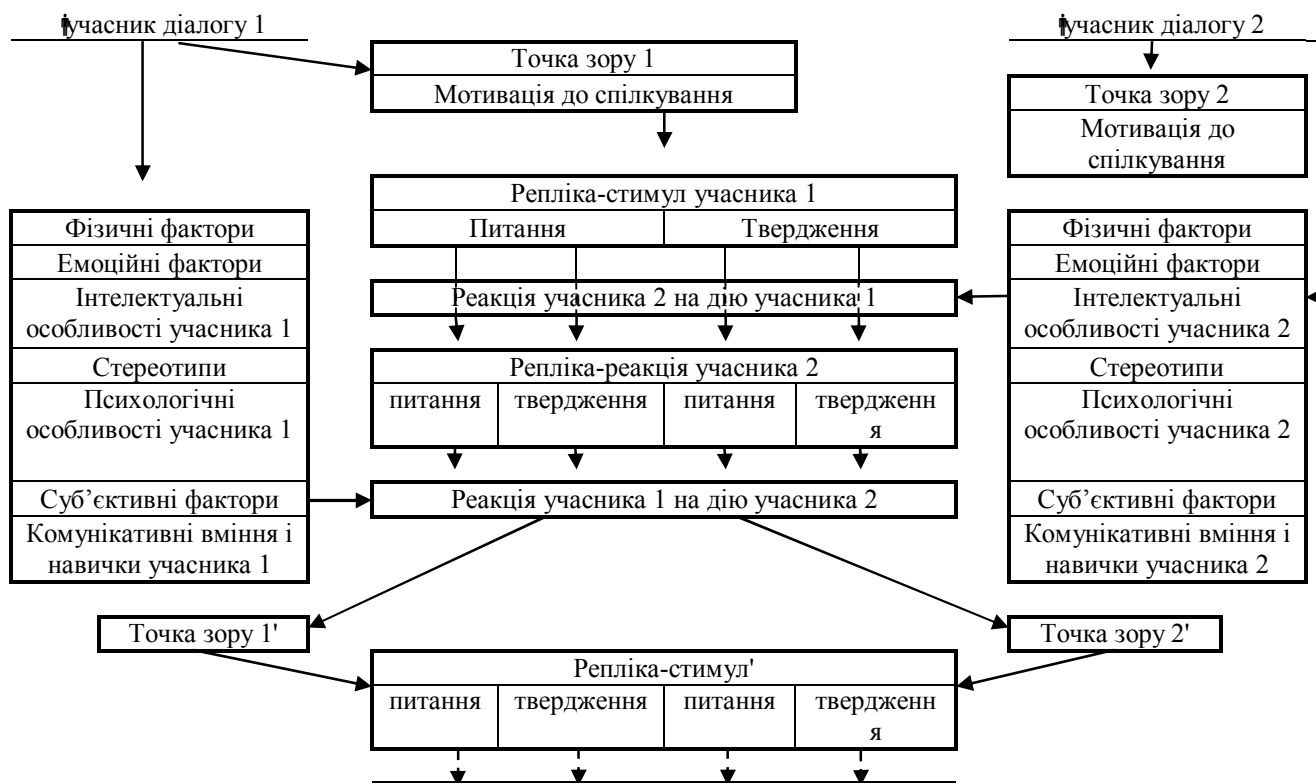 учасник діалогу 1
учасник діалогу 2
Точка зору 1
Мотивація до спілкування
Точка зору 2
Мотивація до
спілкування
Репліка-стимул учасника 1
Питання
Твердження
Фізичні фактори
Емоційні фактори
Інтелектуальні
особливості учасника 1
Стереотипи
Психологічні
особливості учасника 1
Суб’єктивні фактори
Комунікативні вміння і
навички учасника 1
Реакція учасника 2 на дію учасника 1
Репліка-реакція учасника 2
питання
твердження
питання
твердженн
я
Реакція учасника 1 на дію учасника 2
Фізичні фактори
Емоційні фактори
Інтелектуальні
особливості учасника 2
Стереотипи
Психологічні
особливості учасника 2
Суб’єктивні фактори
Комунікативні вміння і
навички учасника 2
Точка зору 1'
Точка зору 2'
Репліка-стимул'
питання
твердження
питання
твердженн
я